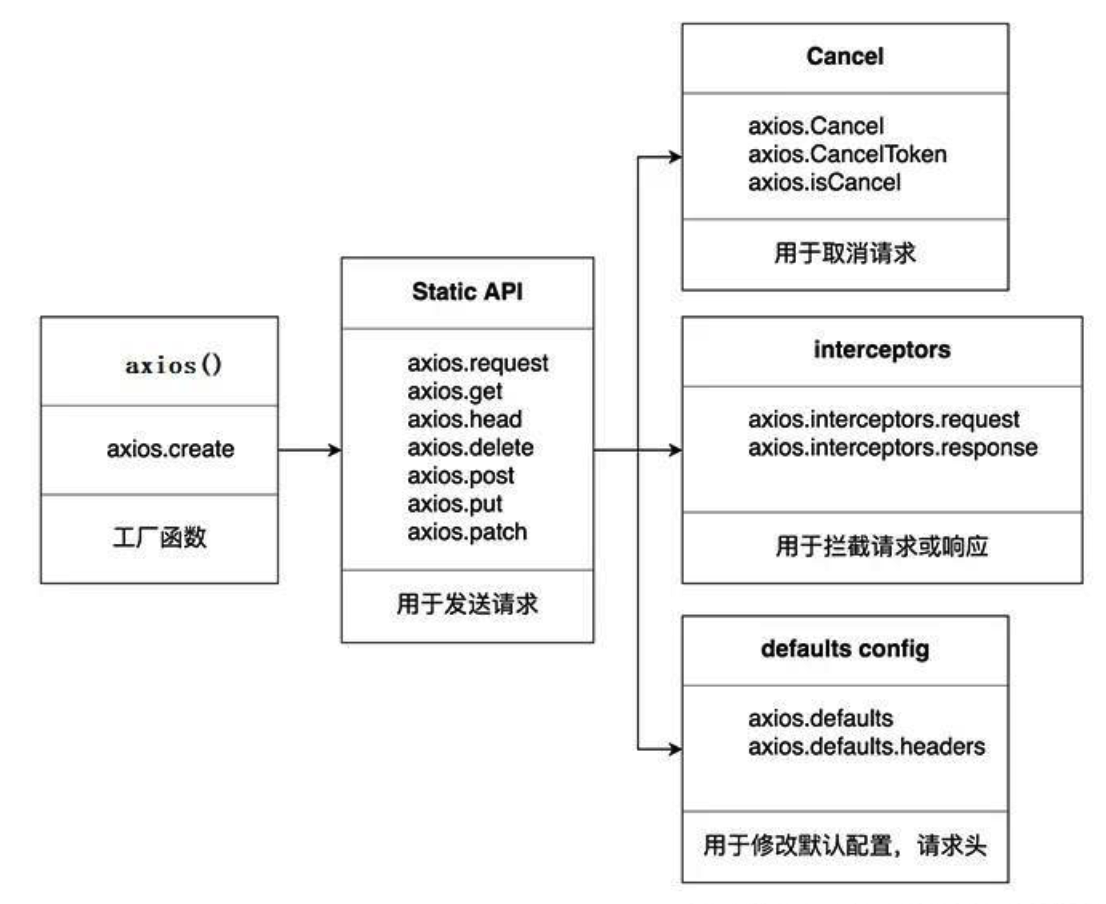 axios()
axios.create
工厂函数
Static API
axios.request
axios.get
axios.head
axios.delete
axios.post
axios.put
axios.patch
用于发送请求
Cancel
axios.Cancel
axios.CancelToken
axios.isCancel
用于取消请求
interceptors
axios.interceptors.request
axios.interceptors.response
用于拦截请求或响应
defaults config
axios.defaults
axios.defaults.headers
用于修改默认配置，请求头